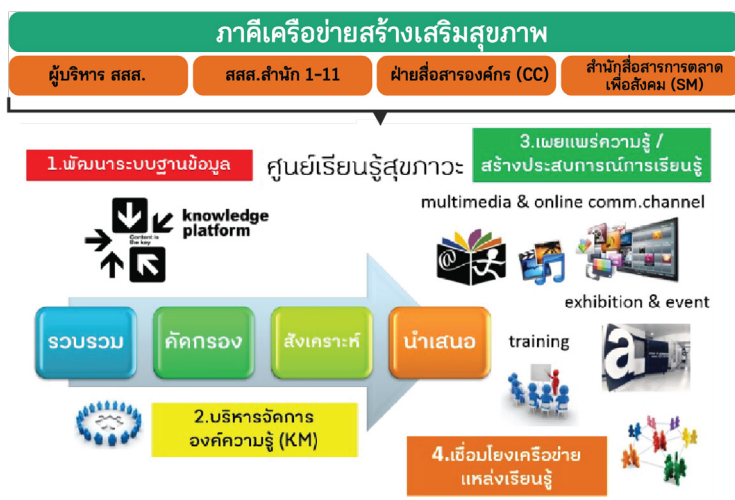 ภาคีเครือข่ายสร้างเสริมสุขภาพ
ผู้บริหาร สสส.
สสส.สำนัก 1-11
ฝ่ายสื่อสารองค์กร (CC)
สำนักสื่อสารการตลาด
เพื่อสังคม (SM)
1.พัฒนาระบบฐานข้อมูล
ศูนย์เรียนรู้สุขภาวะ
3.เผยแพร่ความรู้ /
สร้างประสบการณ์การเรียนรู้
knowledge
platform
Content is
the key
multimedia & online comm.channel
@
exhibition & event
a
training
รวบรวม
คัดกรอง
สังเคราะห์
นำเสนอ
2.บริหารจัดการ
องค์ความรู้ (KM)
4.เชื่อมโยงเครือข่าย
แหล่งเรียนรู้